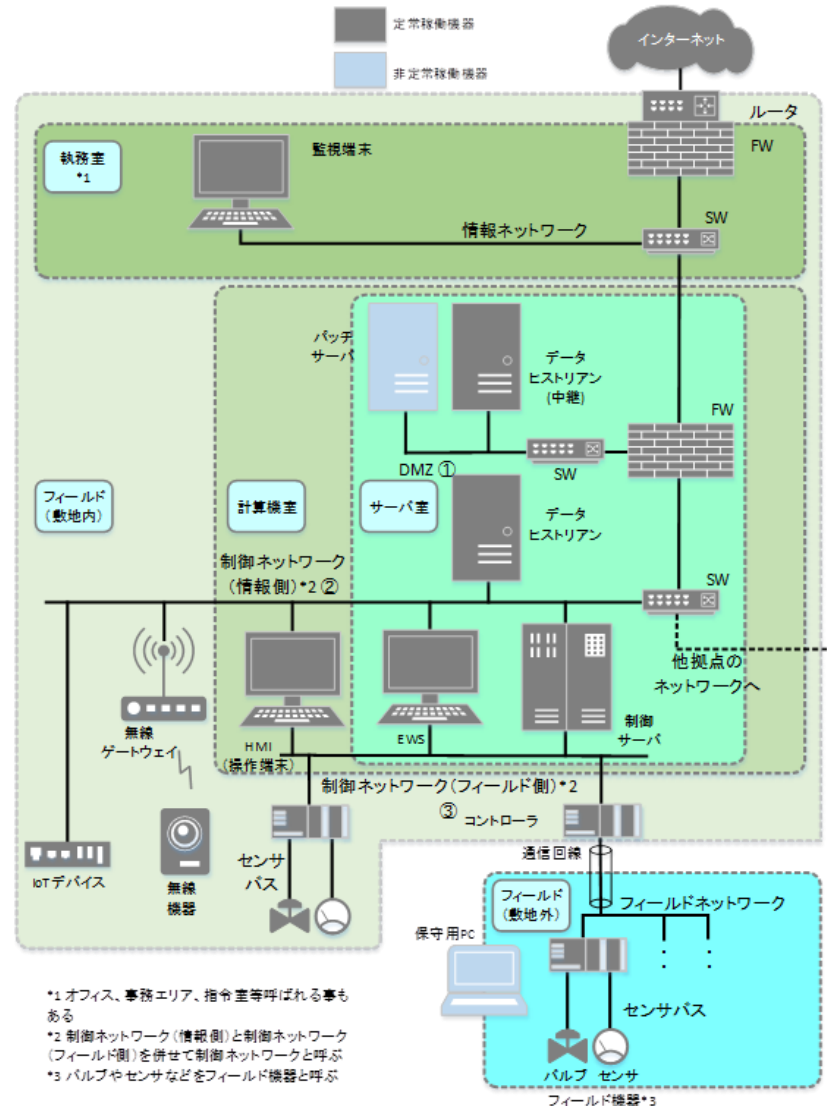 定常稼働機器
非定常稼働機器
インターネット
ルータ
FW
執務室
*1
監視端末
SW
情報ネットワーク
パッチ
サーバ
データ
ヒストリアン
(中継)
FW
SW
DMZ ①
フィールド
(敷地内)
計算機室
サーバ室
データ
ヒストリアン
制御ネットワーク
(情報側)*2 ②
SW
他拠点の
ネットワークへ
無線
ゲートウェイ
HMI
(操作端末)
EWS
制御
サーバ
制御ネットワーク(フィールド側)*2
③
コントローラ
IoTデバイス
無線
機器
センサ
バス
通信回線
フィールド
(敷地外)
フィールドネットワーク
保守用PC
センサバス
バルブ
センサ
フィールド機器*3
*1 オフィス、事務エリア、指令室等呼ばれる事も
ある
*2 制御ネットワーク(情報側)と制御ネットワーク
(フィールド側)を併せて制御ネットワークと呼ぶ
*3 バルブやセンサなどをフィールド機器と呼ぶ